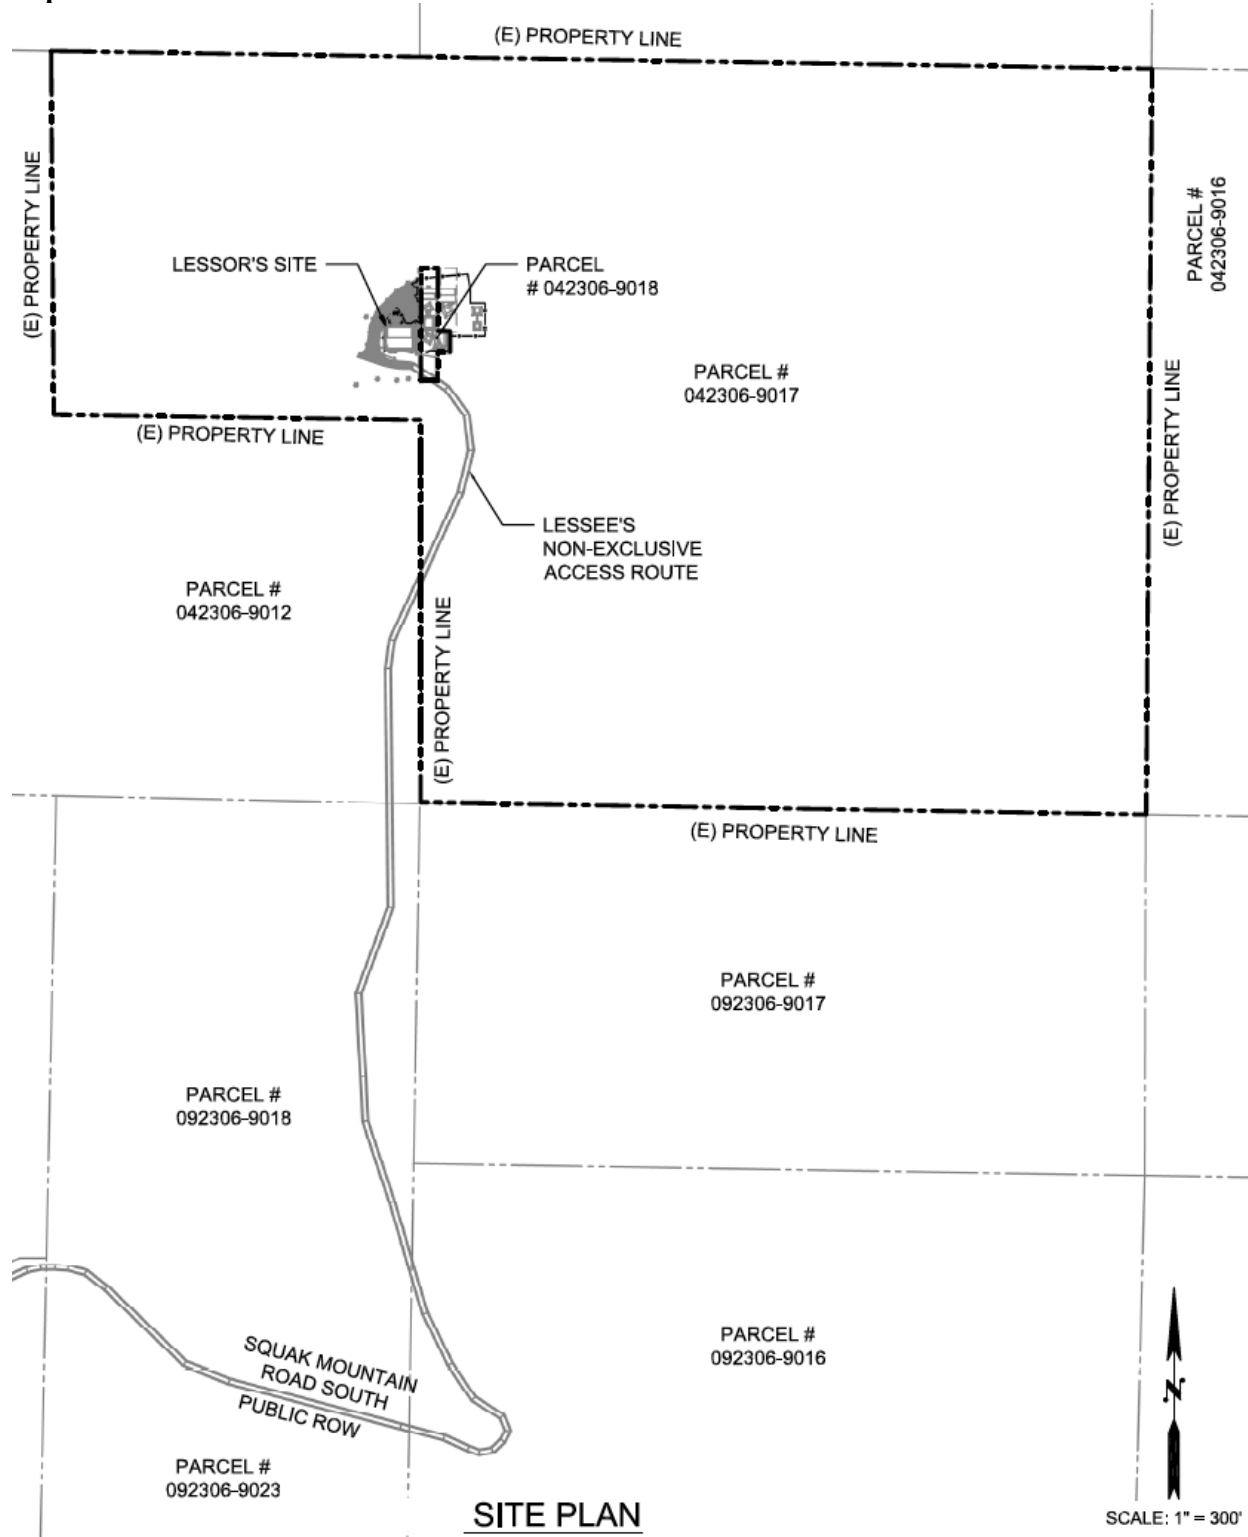 (E) PROPERTY LINE
(E) PROPERTY LINE
PARCEL #
042306-9016
LESSOR'S SITE
PARCEL
# 042306-9018
PARCEL #
042306-9017
(E) PROPERTY LINE
(E) PROPERTY LINE
LESSEE'S
NON-EXCLUSIVE
ACCESS ROUTE
PARCEL #
042306-9012
(E) PROPERTY LINE
(E) PROPERTY LINE
PARCEL #
092306-9017
PARCEL #
092306-9018
PARCEL #
092306-9016
SQUAK MOUNTAIN
ROAD SOUTH
PUBLIC ROW
PARCEL #
092306-9023
N
SITE PLAN
SCALE: 1" = 300'